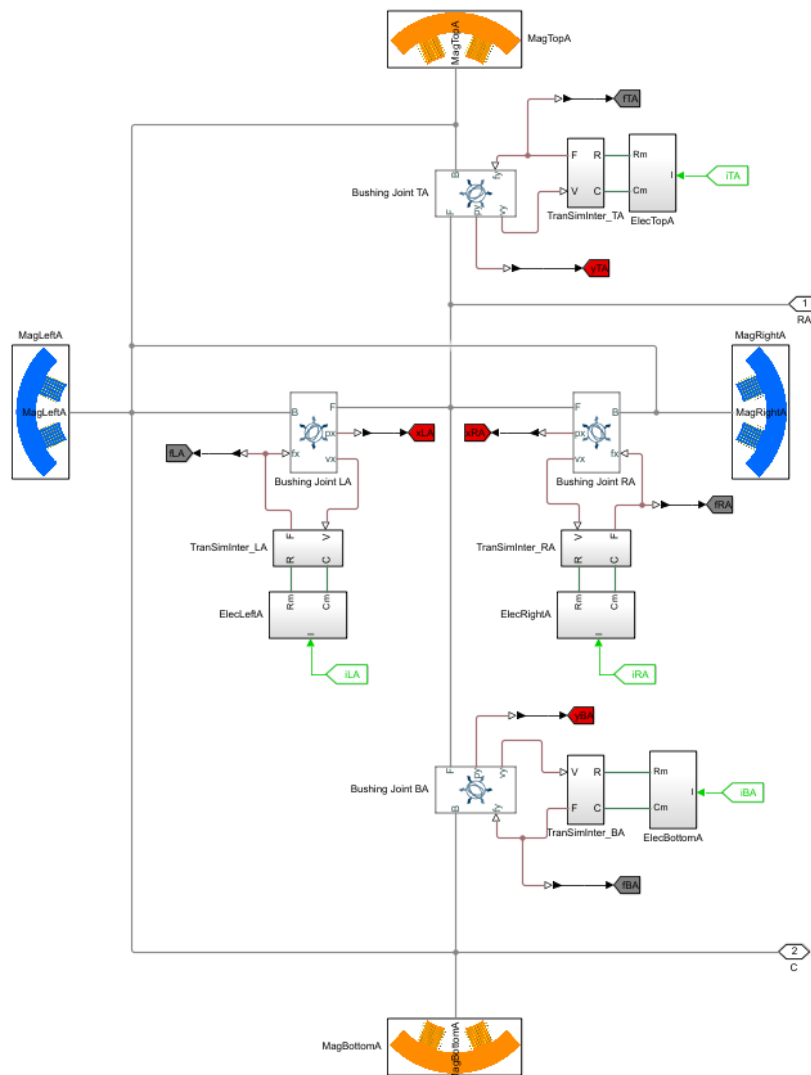 MagTopA
MagTopA
fTA
B
fy
F
R
Rm
I
iTA
Bushing Joint TA
V
C
Cm
F
py
vy
TranSimInter_TA
ElecTopA
yTA
1
RA
MagLeftA
MagRightA
MagLeftA
B
F
px
fx
vx
xLA
xRA
F
B
px
vx
fx
MagRightA
fLA
Bushing Joint LA
Bushing Joint RA
fRA
F
V
V
F
TranSimInter_LA
R
C
TranSimInter_RA
R
C
ElecLeftA
Rm
Cm
I
ElecRightA
Rm
Cm
I
iLA
iRA
yBA
F
py
vy
V
R
Rm
Bushing Joint BA
I
iBA
B
fy
F
C
Cm
TranSimInter_BA
ElecBottomA
fBA
2
C
MagBottomA
MagBottomA